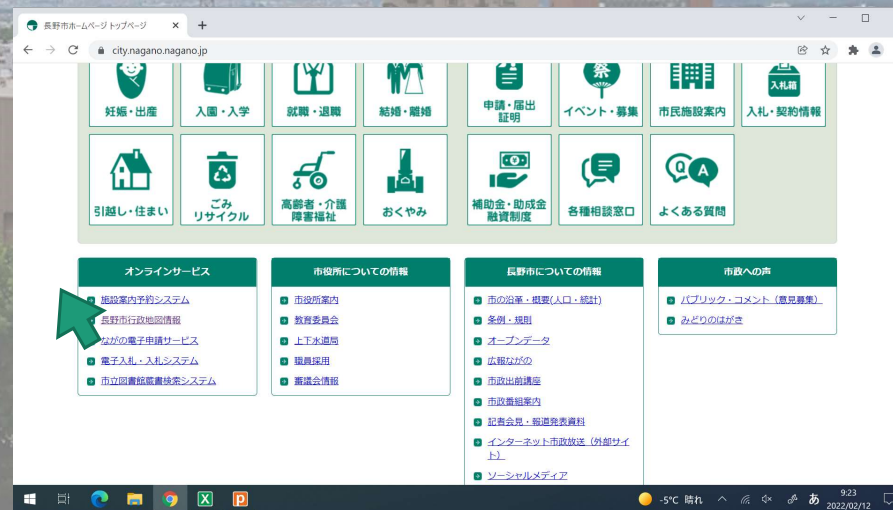 長野市ホームページ トップページ
city.nagano.nagano.jp
妊娠・出産
入園・入学
就職・退職
結婚・離婚
申請・届出
証明
祭
イベント・募集
市民施設案内
入札箱
入札・契約情報
引越し・住まい
ごみ
リサイクル
高齢者・介護
障害福祉
おくやみ
補助金・助成金
融資制度
各種相談窓口
Q A
よくある質問
オンラインサービス
施設案内予約システム
長野市行政地図情報
ながの電子申請サービス
電子入札・入札システム
市立図書館蔵書検索システム
市役所についての情報
市役所案内
教育委員会
上下水道局
職員採用
審議会情報
長野市についての情報
市の沿革・概要(人口・統計)
条例・規則
オープンデータ
広報ながの
市政出前講座
市政番組案内
記者会見・報道発表資料
インターネット市政放送（外部サイ
ト）
ソーシャルメディア
市政への声
パブリック・コメント（意見募集）
みどりのはがき
-5°C 晴れ
あ
9:23
2022/02/12